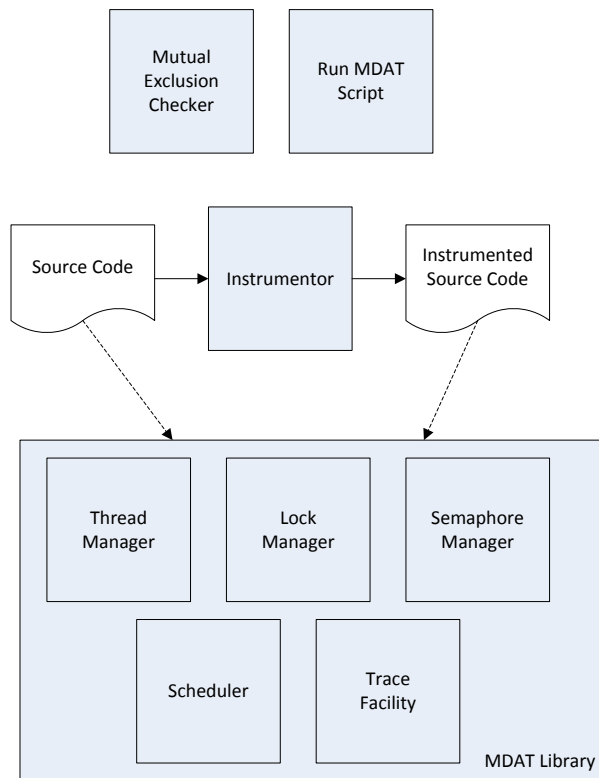 Mutual
Exclusion
Checker
Run MDAT
Script
Source Code
Instrumentor
Instrumented
Source Code
Thread
Manager
Lock
Manager
Semaphore
Manager
Scheduler
Trace
Facility
MDAT Library